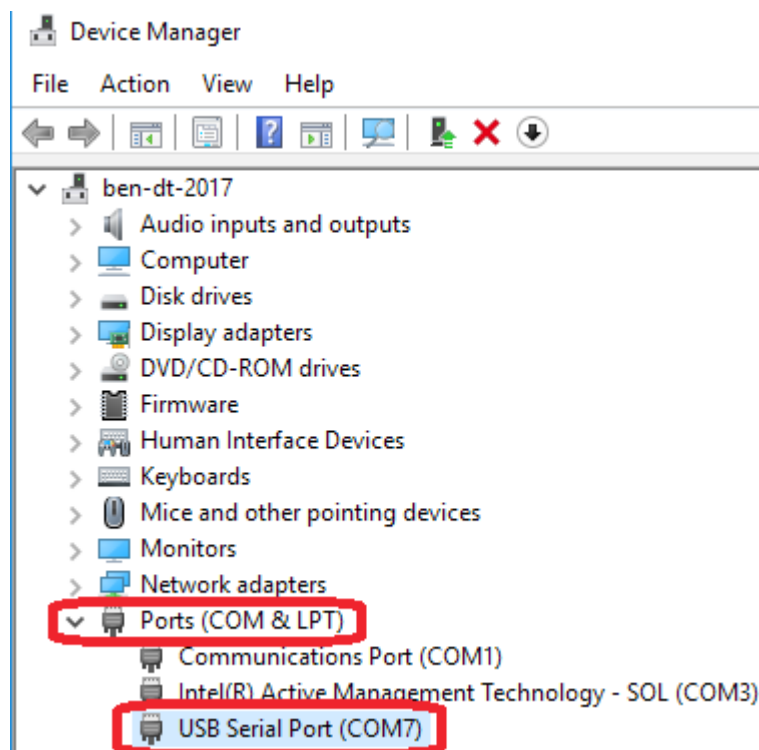 Device Manager
File Action View Help
ben-dt-2017
Audio inputs and outputs
Computer
Disk drives
Display adapters
DVD/CD-ROM drives
Firmware
Human Interface Devices
Keyboards
Mice and other pointing devices
Monitors
Network adapters
Ports (COM & LPT)
Communications Port (COM1)
Intel(R) Active Management Technology - SOL (COM3)
USB Serial Port (COM7)